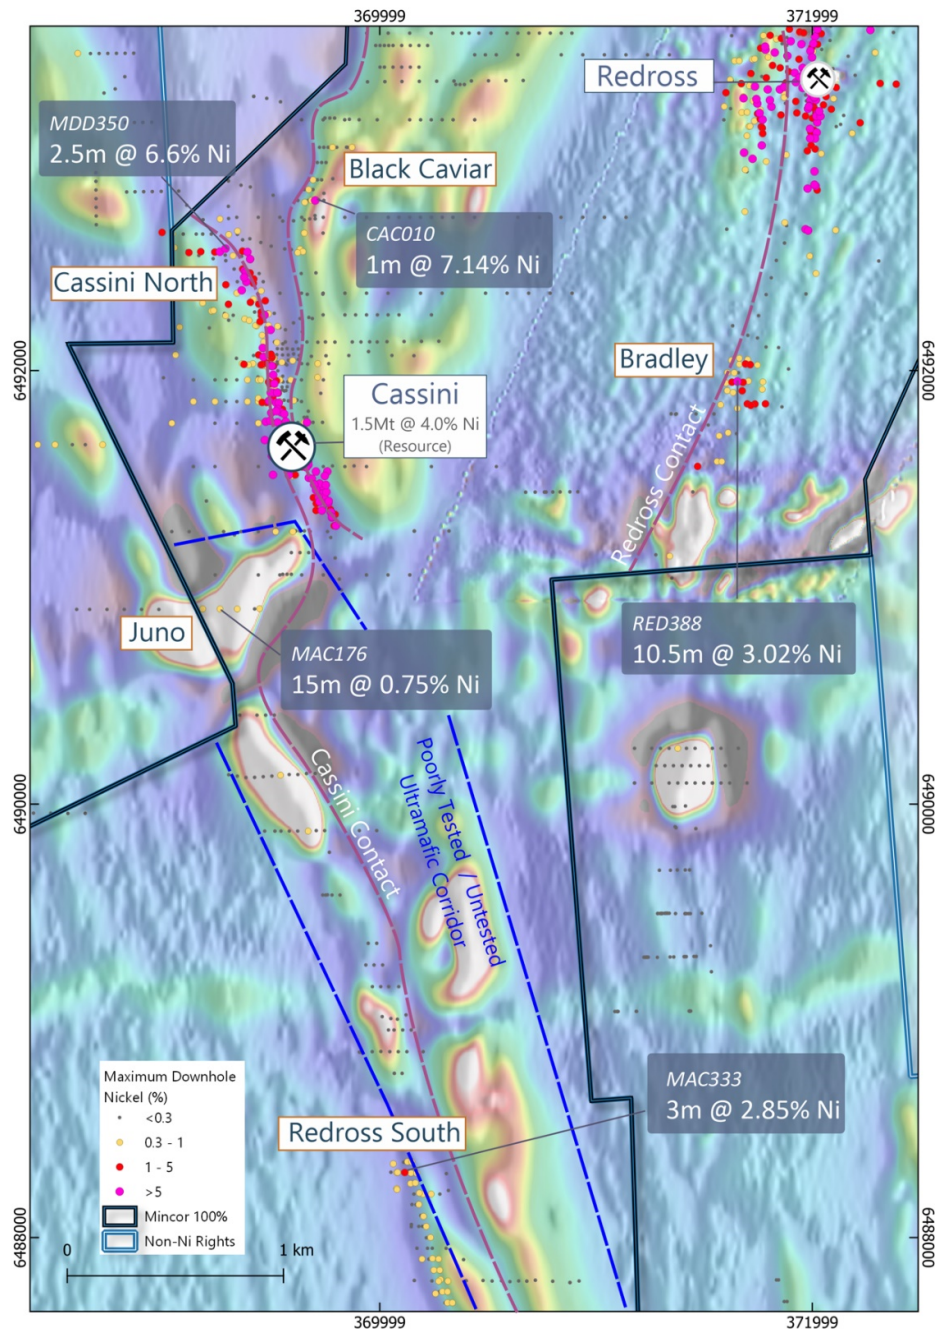 369999
371999
Redross
MDD350
2.5m @ 6.6% Ni
Black Caviar
CAC010
1m @ 7.14% Ni
Cassini North
Bradley
6492000
6492000
Cassini
1.5Mt @ 4.0% Ni
(Resource)
Redross Contact
Juno
MAC176
15m @ 0.75% Ni
RED388
10.5m @ 3.02% Ni
Cassini Contact
Poorly Tested / Untested
Ultramafic Corridor
6490000
6490000
MAC333
3m @ 2.85% Ni
Redross South
Maximum Downhole
Nickel (%)
<0.3
0.3 - 1
1 - 5
>5
Mincor 100%
Non-Ni Rights
6488000
6488000
0 1 km
369999
371999